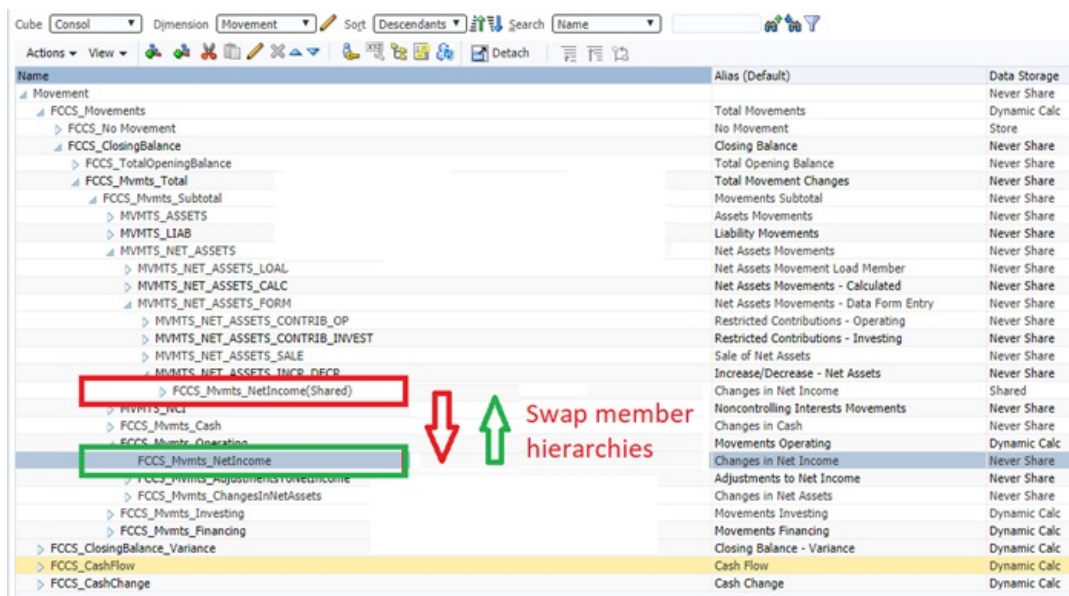 Cube Consol Dimension Movement Sort Descendants Search Name
Actions View Detach
Name Alias (Default) Data Storage
Movement Never Share
FCCS_Movements Total Movements Dynamic Calc
FCCS_No Movement No Movement Store
FCCS_ClosingBalance Closing Balance Never Share
FCCS_TotalOpeningBalance Total Opening Balance Never Share
FCCS_Mvmts_Total Total Movement Changes Never Share
FCCS_Mvmts_Subtotal Movements Subtotal Never Share
MVMTS_ASSETS Assets Movements Never Share
MVMTS_LIAB Liability Movements Never Share
MVMTS_NET_ASSETS Net Assets Movements Never Share
MVMTS_NET_ASSETS_LOAL Net Assets Movement Load Member Never Share
MVMTS_NET_ASSETS_CALC Net Assets Movements - Calculated Never Share
MVMTS_NET_ASSETS_FORM Net Assets Movements - Data Form Entry Never Share
MVMTS_NET_ASSETS_CONTRIB_OP Restricted Contributions - Operating Never Share
MVMTS_NET_ASSETS_CONTRIB_INVEST Restricted Contributions - Investing Never Share
MVMTS_NET_ASSETS_SALE Sale of Net Assets Never Share
MVMTS_NET_ASSETS_INCR_DECR Increase/Decrease - Net Assets Never Share
FCCS_Mvmts_NetIncome(Shared) Changes in Net Income Shared
MVMTS_NCI Noncontrolling Interests Movements Never Share
FCCS_Mvmts_Cash Changes in Cash Never Share
FCCS_Mvmts_Operating Movements Operating Dynamic Calc
FCCS_Mvmts_NetIncome Changes in Net Income Never Share
FCCS_Mvmts_AdjustmentsToNetIncome Adjustments to Net Income Never Share
FCCS_Mvmts_ChangesInNetAssets Changes in Net Assets Never Share
FCCS_Mvmts_Investing Movements Investing Dynamic Calc
FCCS_Mvmts_Financing Movements Financing Dynamic Calc
FCCS_ClosingBalance_Variance Closing Balance - Variance Dynamic Calc
FCCS_CashFlow Cash Flow Dynamic Calc
FCCS_CashChange Cash Change Dynamic Calc
Swap member
hierarchies